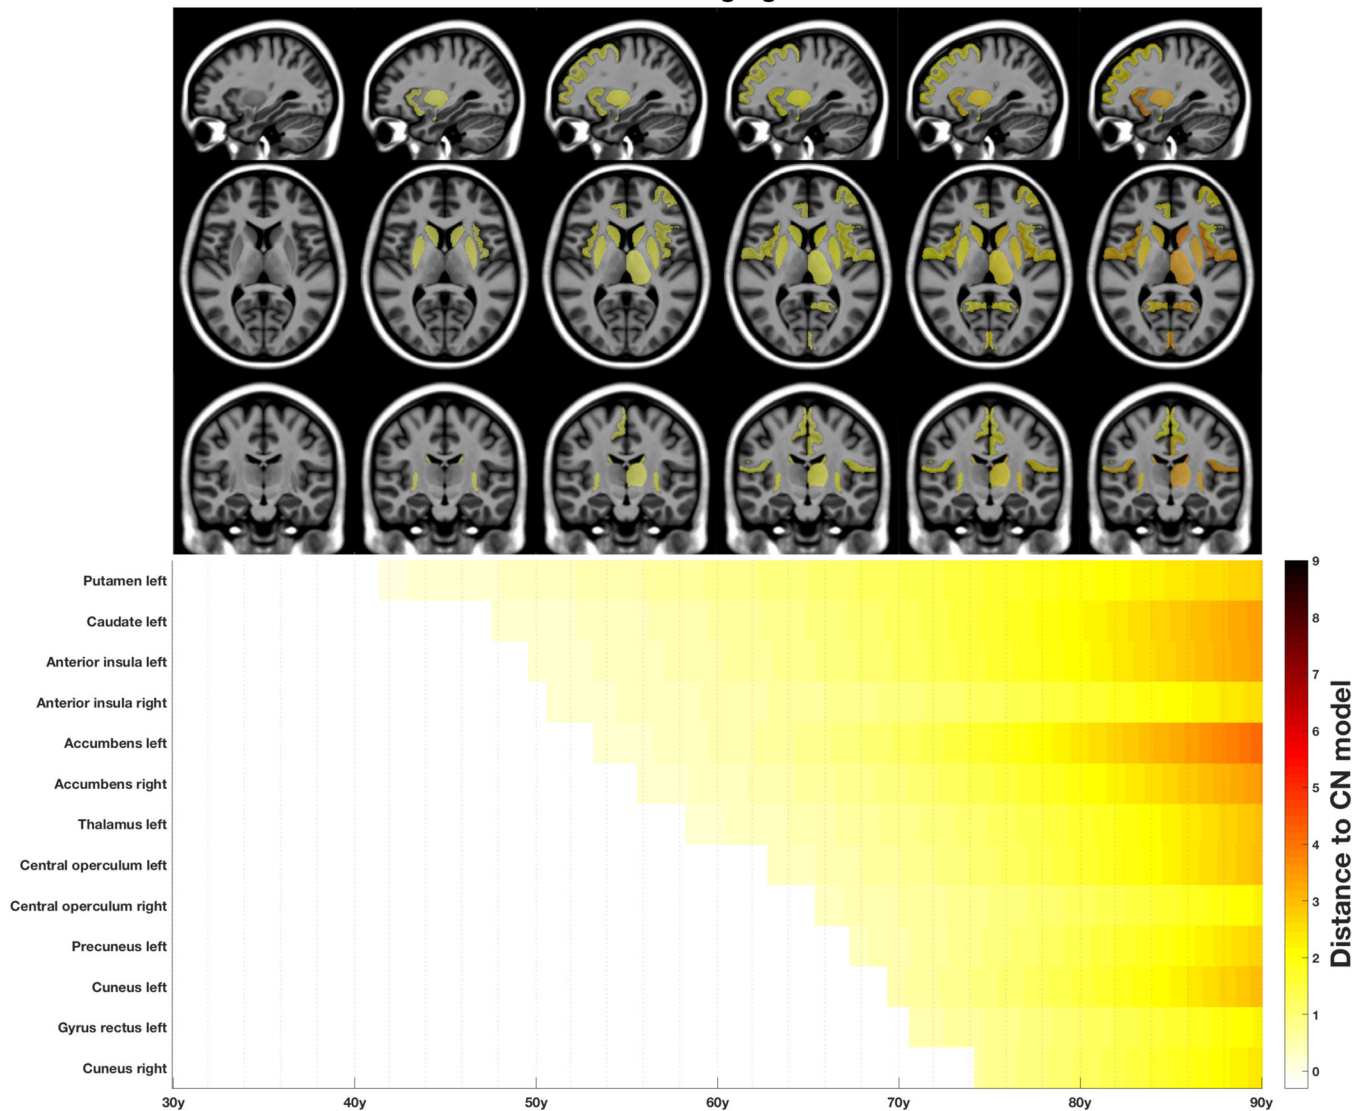 Putamen left
Caudate left
Anterior insula left
Anterior insula right
Accumbens left
Accumbens right
Thalamus left
Central operculum left
Central operculum right
Precuneus left
Cuneus left
Gyrus rectus left
Cuneus right
30y 40y 50y 60y 70y 80y 90y
9
8
7
6
5
4
3
2
1
0
Distance to CN model